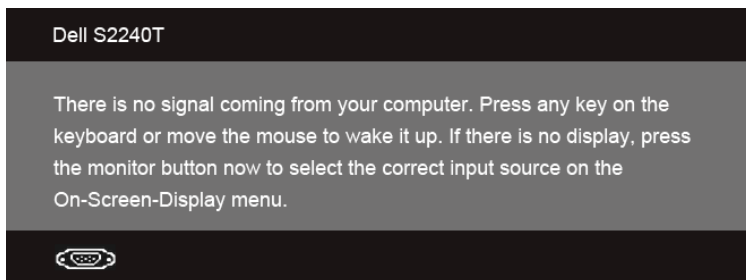 Dell S2240T
There is no signal coming from your computer. Press any key on the
keyboard or move the mouse to wake it up. If there is no display, press
the monitor button now to select the correct input source on the
On-Screen-Display menu.